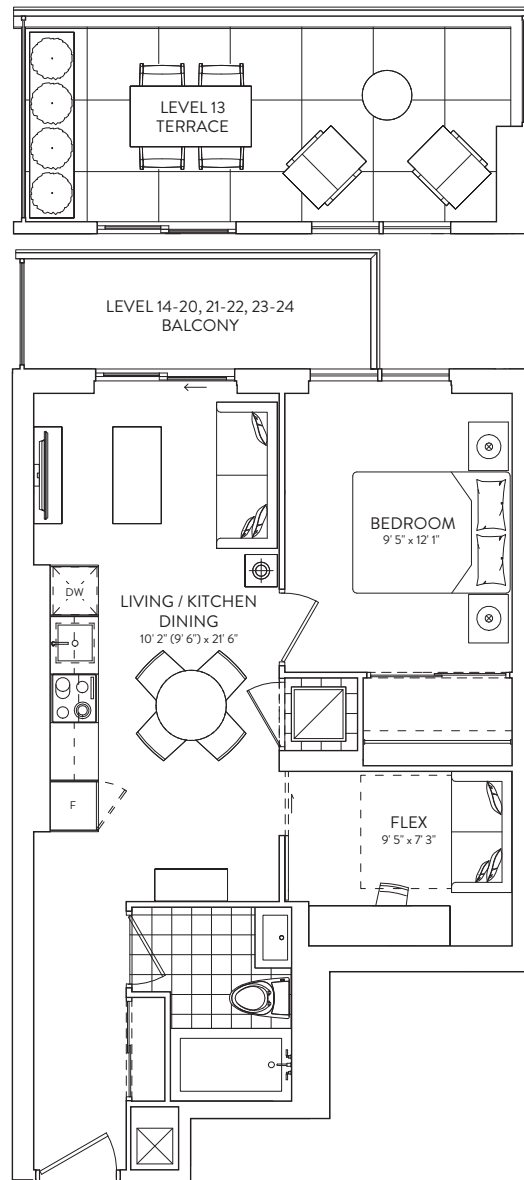 LEVEL 13
TERRACE
LEVEL 14-20, 21-22, 23-24
BALCONY
BEDROOM
9' 5" x 12' 1"
DW
LIVING / KITCHEN
DINING
10' 2" (9' 6") x 21' 6"
F
FLEX
9' 5" x 7' 3"